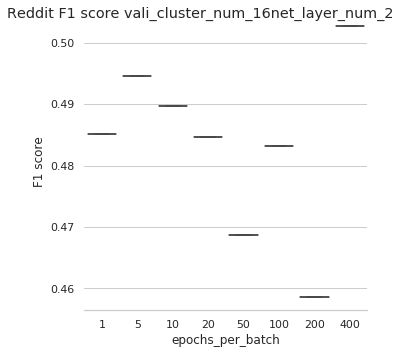 Reddit F1 score vali_cluster_num_16net_layer_num_2
0.50
0.49
0.48
0.47
0.46
F1 score
1 5 10 20 50 100 200 400
epochs_per_batch